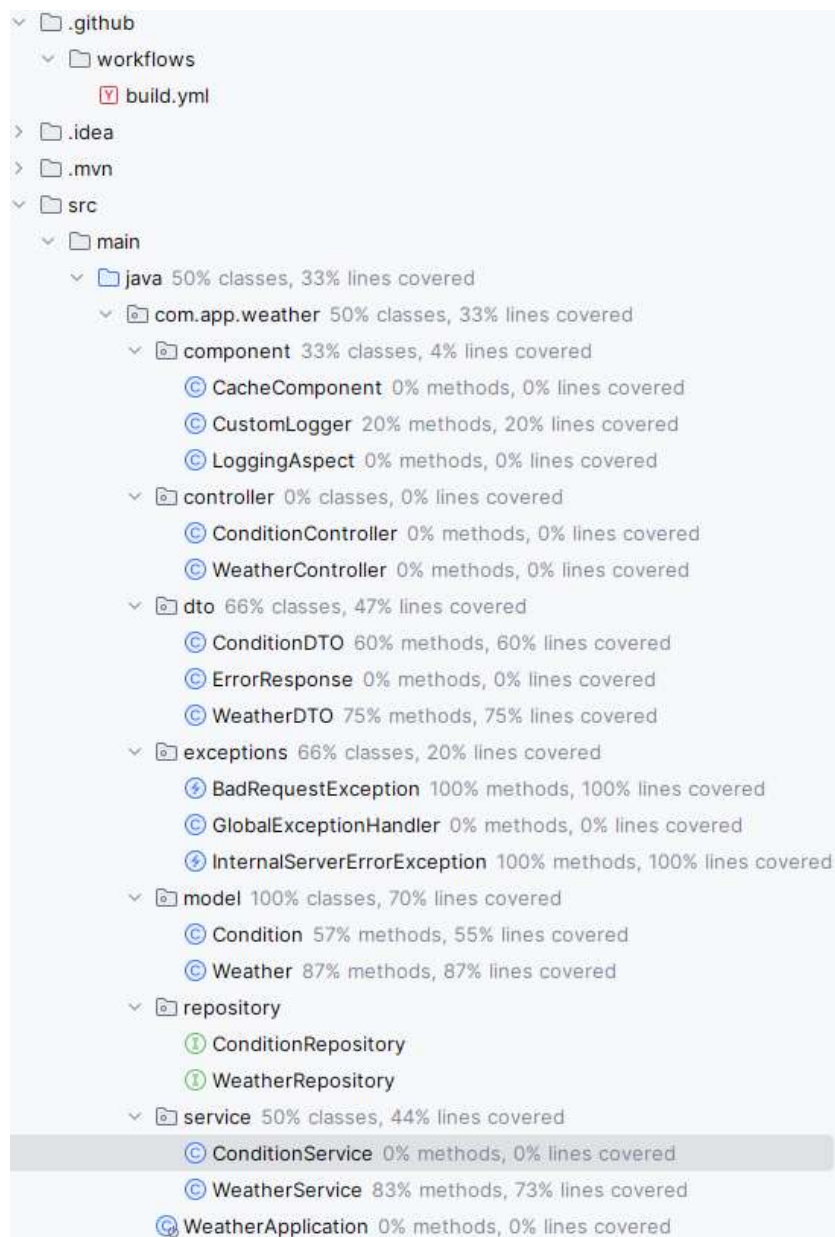 .github
workflows
build.yml
.idea
.mvn
src
main
java 50% classes, 33% lines covered
com.app.weather 50% classes, 33% lines covered
component 33% classes, 4% lines covered
CacheComponent 0% methods, 0% lines covered
CustomLogger 20% methods, 20% lines covered
LoggingAspect 0% methods, 0% lines covered
controller 0% classes, 0% lines covered
ConditionController 0% methods, 0% lines covered
WeatherController 0% methods, 0% lines covered
dto 66% classes, 47% lines covered
ConditionDTO 60% methods, 60% lines covered
ErrorResponse 0% methods, 0% lines covered
WeatherDTO 75% methods, 75% lines covered
exceptions 66% classes, 20% lines covered
BadRequestException 100% methods, 100% lines covered
GlobalExceptionHandler 0% methods, 0% lines covered
InternalServerErrorException 100% methods, 100% lines covered
model 100% classes, 70% lines covered
Condition 57% methods, 55% lines covered
Weather 87% methods, 87% lines covered
repository
ConditionRepository
WeatherRepository
service 50% classes, 44% lines covered
ConditionService 0% methods, 0% lines covered
WeatherService 83% methods, 73% lines covered
WeatherApplication 0% methods, 0% lines covered